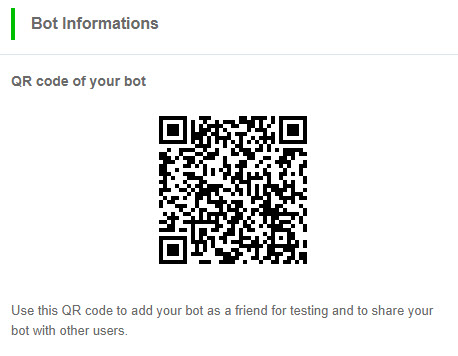 Bot Informations
QR code of your bot
Use this QR code to add your bot as a friend for testing and to share your
bot with other users.